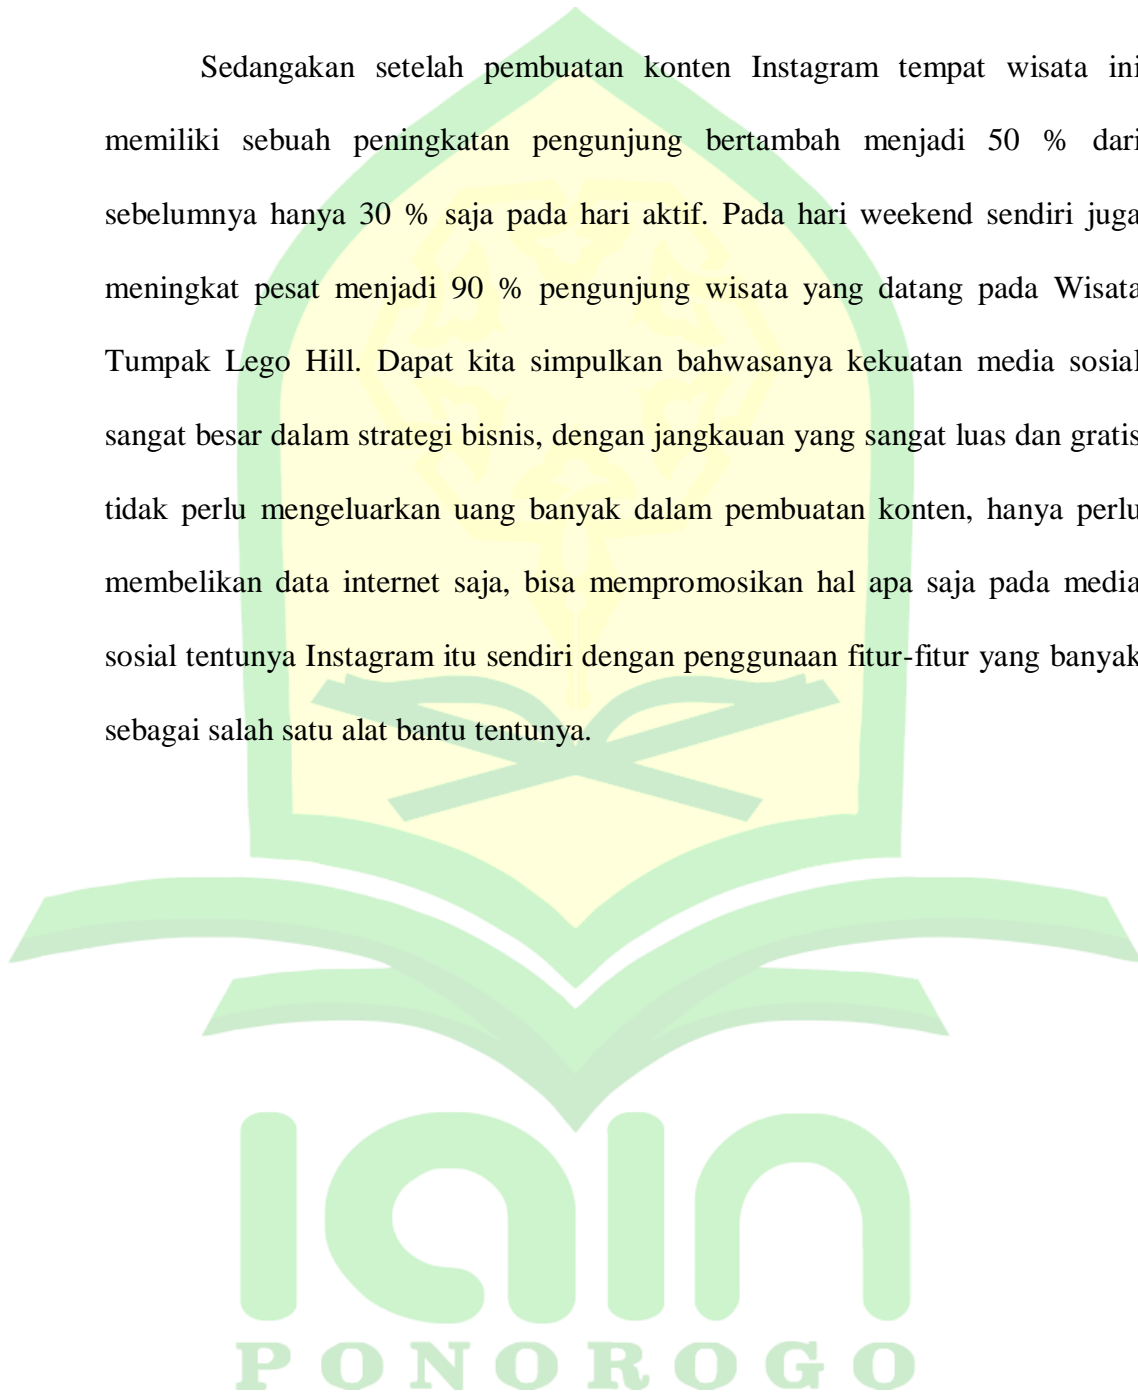 Sedangakan setelah pembuatan konten Instagram tempat wisata ini
memiliki sebuah peningkatan pengunjung bertambah menjadi 50 % dari
sebelumnya hanya 30 % saja pada hari aktif. Pada hari weekend sendiri juga
meningkat pesat menjadi 90 % pengunjung wisata yang datang pada Wisata
Tumpak Lego Hill. Dapat kita simpulkan bahwasanya kekuatan media sosial
sangat besar dalam strategi bisnis, dengan jangkauan yang sangat luas dan gratis
tidak perlu mengeluarkan uang banyak dalam pembuatan konten, hanya perlu
membelikan data internet saja, bisa mempromosikan hal apa saja pada media
sosial tentunya Instagram itu sendiri dengan penggunaan fitur-fitur yang banyak
sebagai salah satu alat bantu tentunya.
iain
PONOROGO